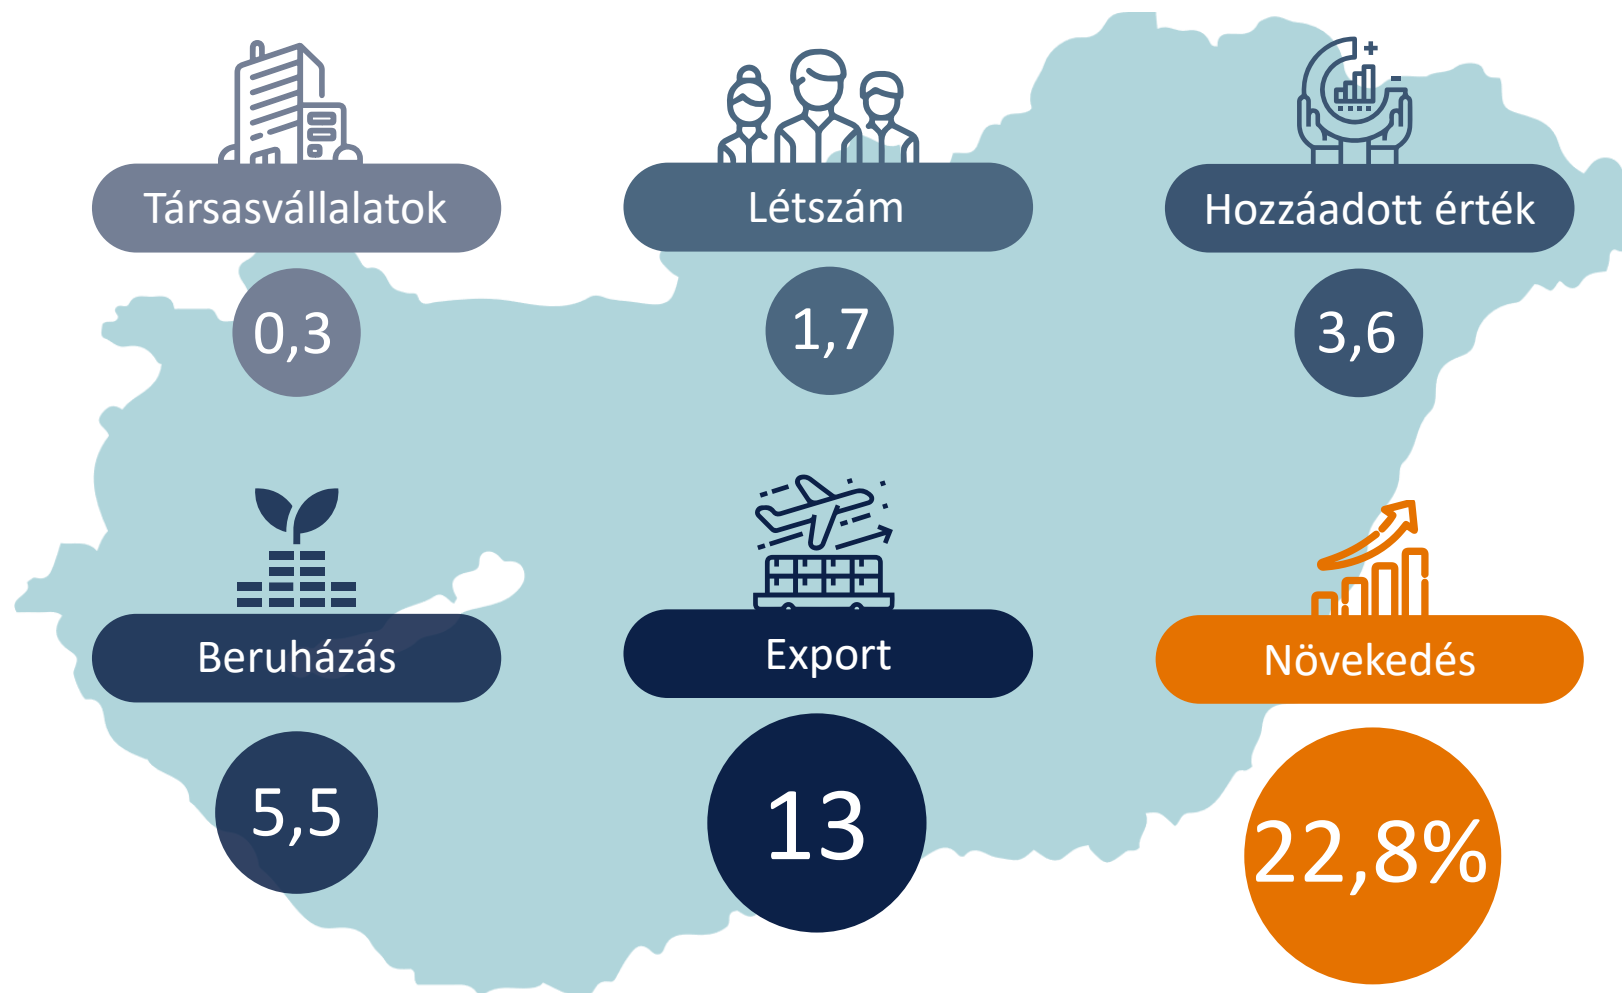 Társasvállalatok
0,3
Létszám
1,7
Hozzáadott érték
3,6
Beruházás
5,5
Export
13
Növekedés
22,8%